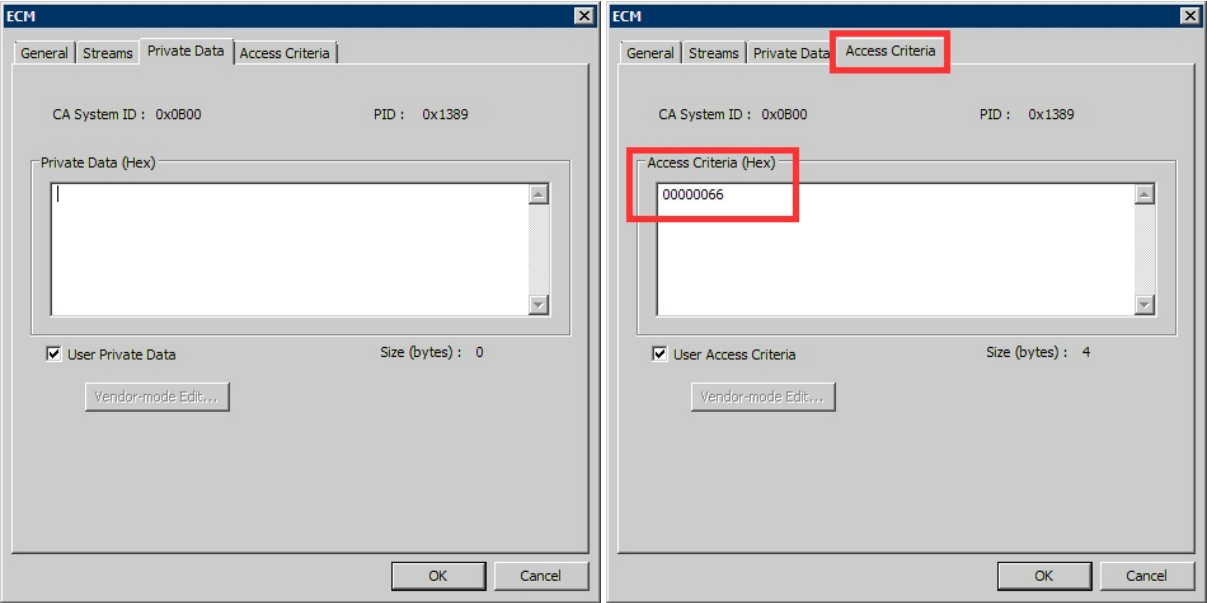 ECM
General Streams Private Data Access Criteria
CA System ID : 0x0B00 PID : 0x1389
Private Data (Hex)
User Private Data Size (bytes) : 0
Vendor-mode Edit...
OK Cancel
ECM
General Streams Private Data Access Criteria
CA System ID : 0x0B00 PID : 0x1389
Access Criteria (Hex)
00000066
User Access Criteria Size (bytes) : 4
Vendor-mode Edit...
OK Cancel